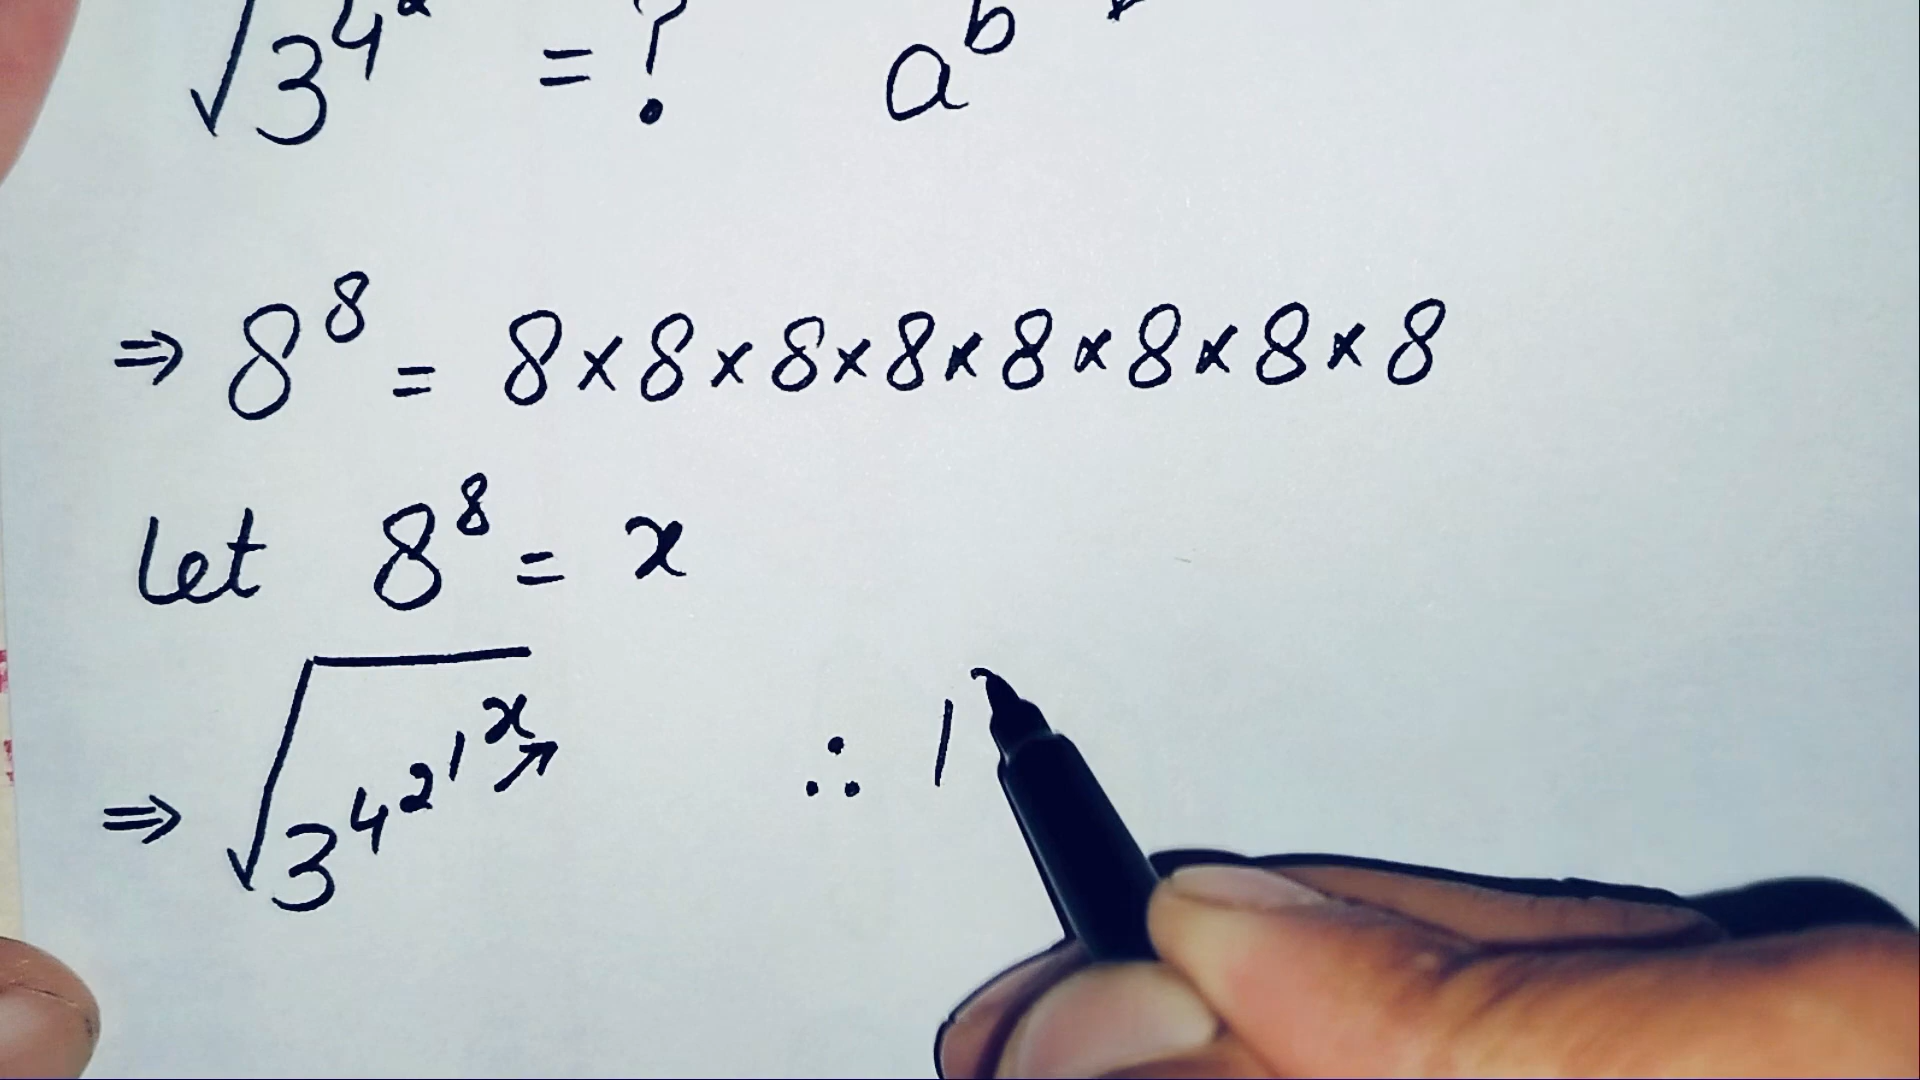 √3^4^2 = ? a^b
⇒ 8^8 = 8 × 8 × 8 × 8 × 8 × 8 × 8 × 8
Let 8^8 = x
⇒ √3^4^2^1^x ∴ 1